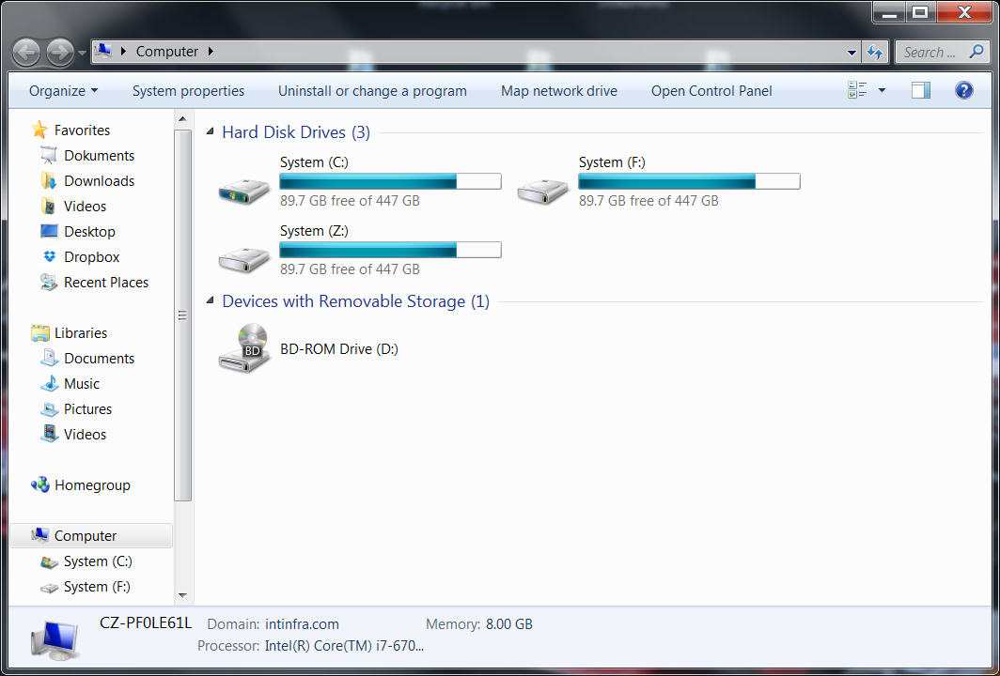 Computer
Search ...
Organize
System properties
Uninstall or change a program
Map network drive
Open Control Panel
?
Favorites
Dokuments
Downloads
Videos
Desktop
Dropbox
Recent Places
Libraries
Documents
Music
Pictures
Videos
Homegroup
Computer
System (C:)
System (F:)
Hard Disk Drives (3)
System (C:)
89.7 GB free of 447 GB
System (F:)
89.7 GB free of 447 GB
System (Z:)
89.7 GB free of 447 GB
Devices with Removable Storage (1)
BD
BD-ROM Drive (D:)
CZ-PF0LE61L Domain: intinfra.com Memory: 8.00 GB
Processor: Intel(R) Core(TM) i7-670...